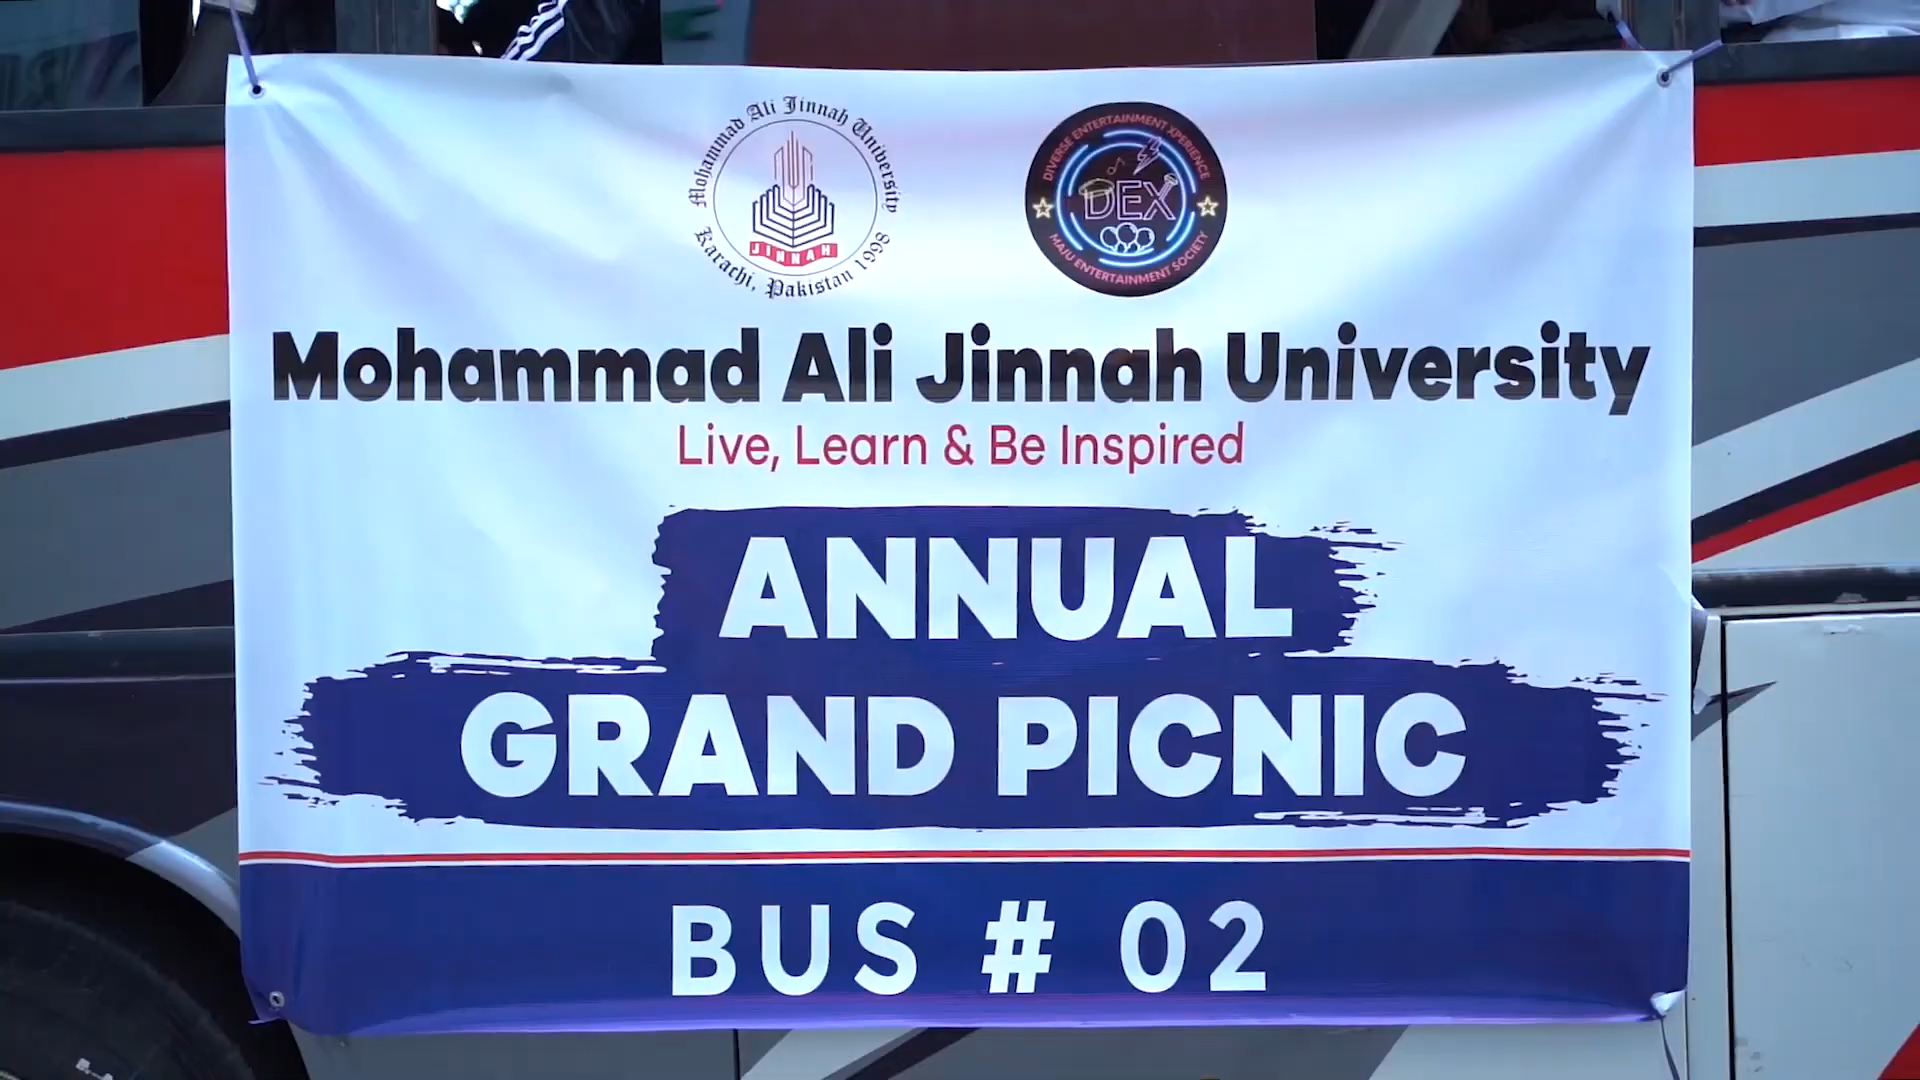 Mohammad Ali Jinnah University
Karachi, Pakistan 1998
JINNAH
DIVERSE ENTERTAINMENT XPERIENCE
DEX
MAJU ENTERTAINMENT SOCIETY
Mohammad Ali Jinnah University
Live, Learn & Be Inspired
ANNUAL
GRAND PICNIC
BUS # 02